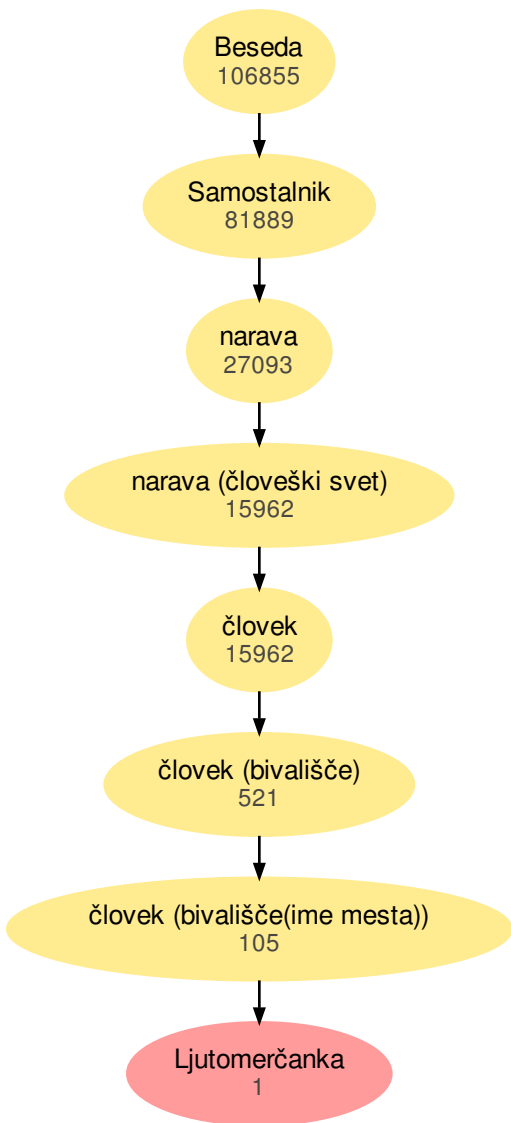 Beseda
106855
Samostalnik
81889
narava
27093
narava (človeški svet)
15962
človek
15962
človek (bivališče)
521
človek (bivališče(ime mesta))
105
Ljutomerčanka
1